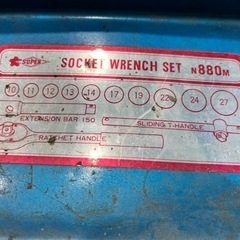 SUPER SOCKET WRENCH SET N880M
10 11 12 13 14 17 19 22 24 27
EXTENSION BAR 150 SLIDING T-HANDLE
RATCHET HANDLE